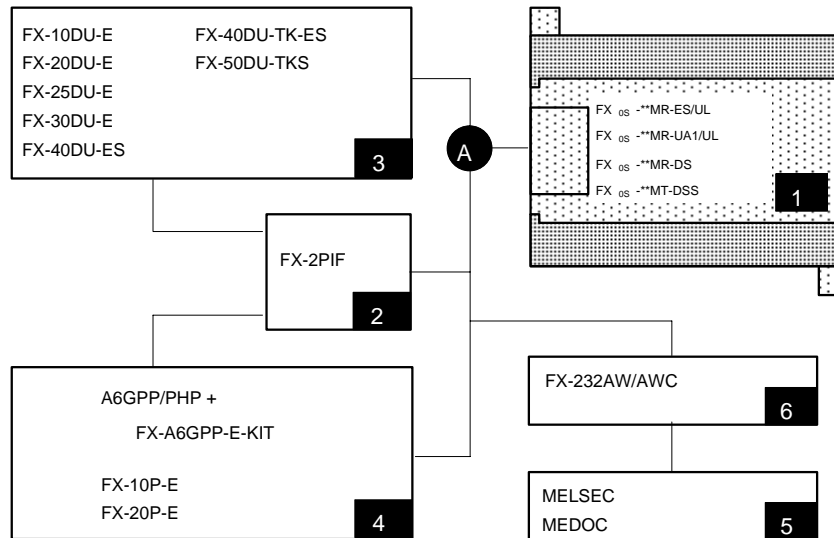 FX-10DU-E FX-40DU-TK-ES
FX-20DU-E FX-50DU-TKS
FX-25DU-E
FX-30DU-E
FX-40DU-ES
3
A
FX 0S -**MR-ES/UL
FX 0S -**MR-UA1/UL
FX 0S -**MR-DS
FX 0S -**MT-DSS
1
FX-2PIF
2
A6GPP/PHP +
FX-A6GPP-E-KIT
FX-10P-E
FX-20P-E
4
FX-232AW/AWC
6
MELSEC
MEDOC
5